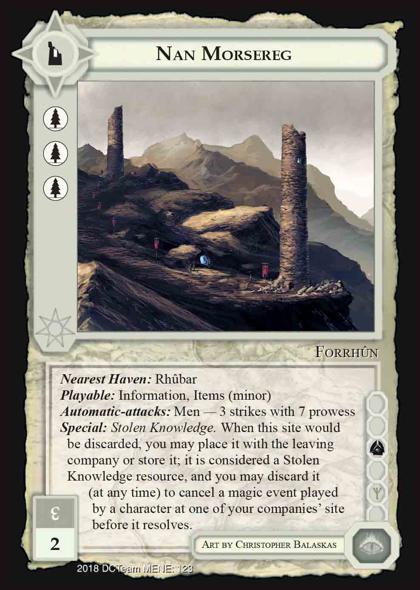 Nan Morsereg
Forrhûn
Nearest Haven: Rhûbar
Playable: Information, Items (minor)
Automatic-attacks: Men — 3 strikes with 7 prowess
Special: Stolen Knowledge. When this site would
be discarded, you may place it with the leaving
company or store it; it is considered a Stolen
Knowledge resource, and you may discard it
(at any time) to cancel a magic event played
by a character at one of your companies' site
before it resolves.
ε
2
Art by Christopher Balaskas
2018 DCTeam MENE: 123